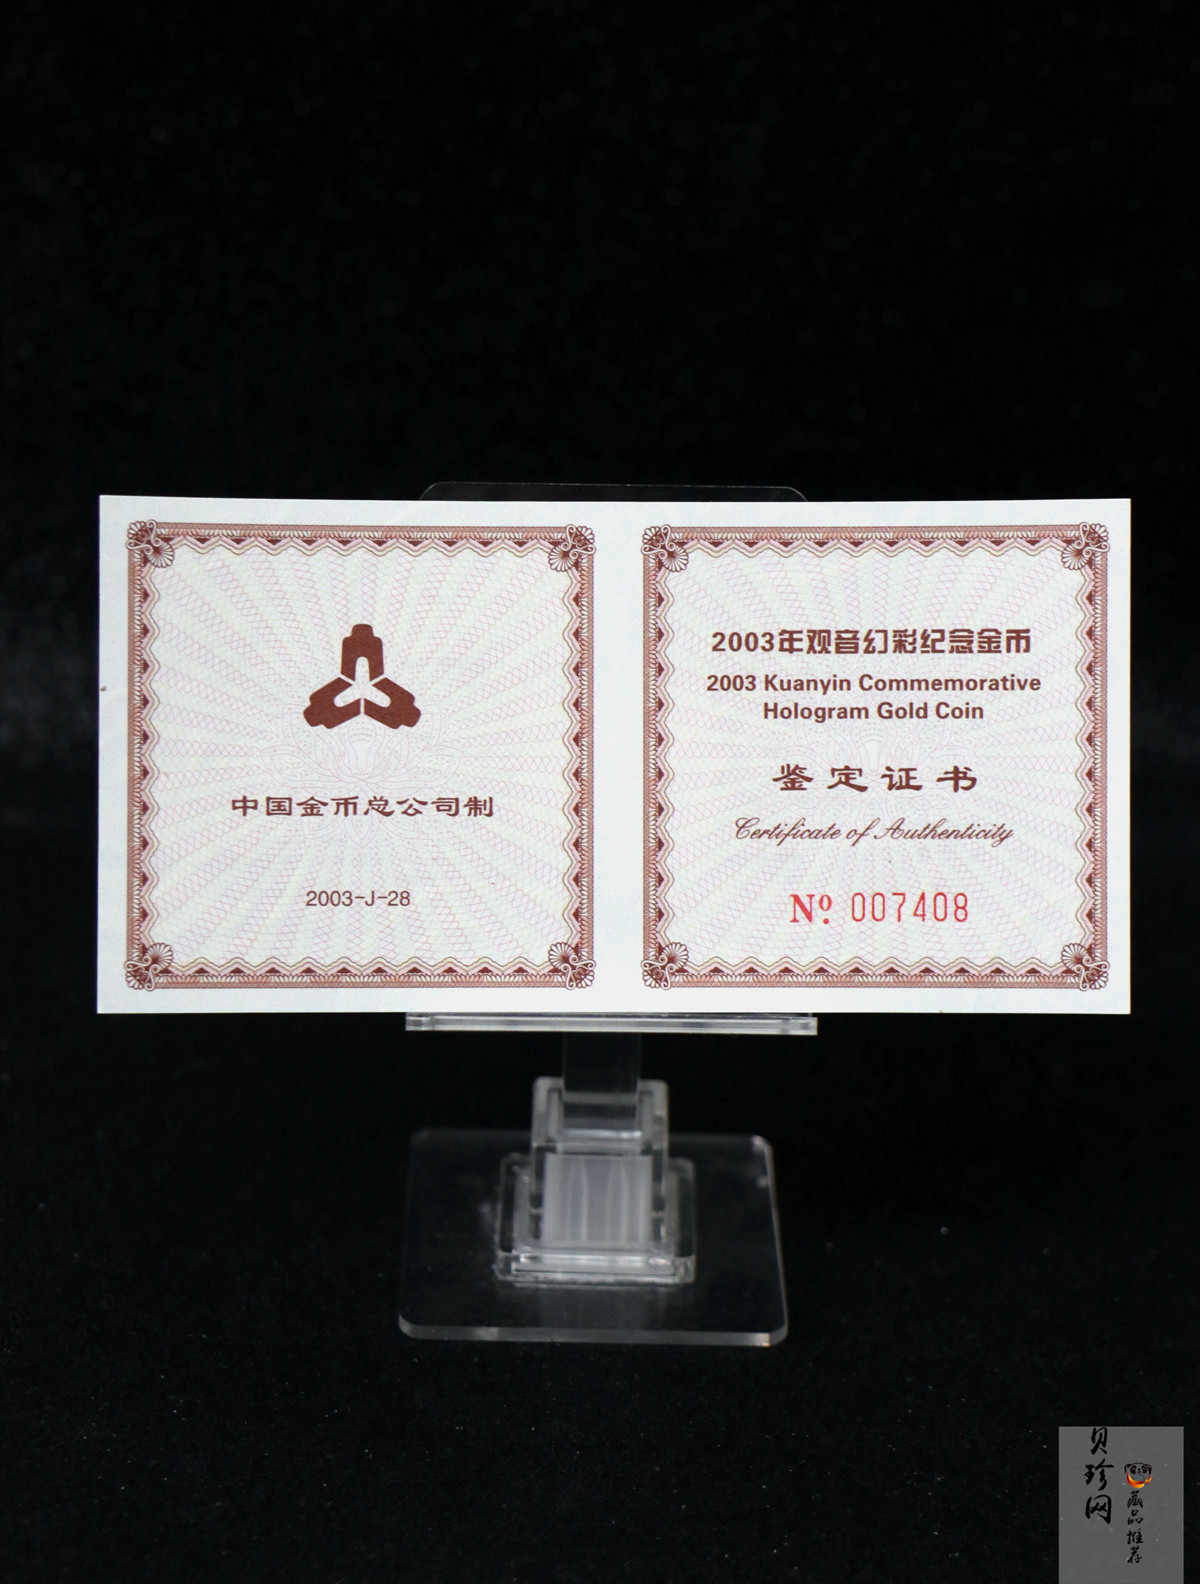 中国金币总公司制
2003-J-28
2003年观音幻彩纪念金币
2003 Kuanyin Commemorative
Hologram Gold Coin
鉴定证书
Certificate of Authenticity
Nº 007408
贝珍网
藏品推荐